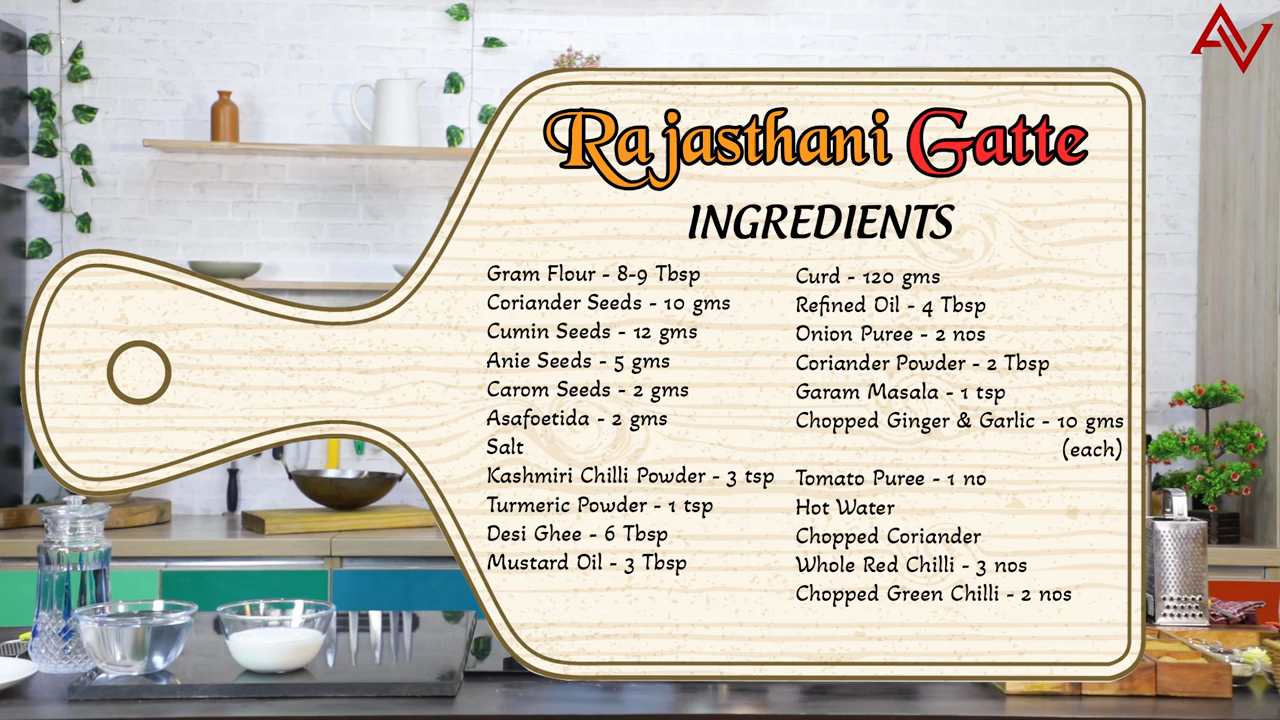 AV
Rajasthani Gatte
INGREDIENTS
Gram Flour - 8-9 Tbsp
Coriander Seeds - 10 gms
Cumin Seeds - 12 gms
Anie Seeds - 5 gms
Carom Seeds - 2 gms
Asafoetida - 2 gms
Salt
Kashmiri Chilli Powder - 3 tsp
Turmeric Powder - 1 tsp
Desi Ghee - 6 Tbsp
Mustard Oil - 3 Tbsp
Curd - 120 gms
Refined Oil - 4 Tbsp
Onion Puree - 2 nos
Coriander Powder - 2 Tbsp
Garam Masala - 1 tsp
Chopped Ginger & Garlic - 10 gms
(each)
Tomato Puree - 1 no
Hot Water
Chopped Coriander
Whole Red Chilli - 3 nos
Chopped Green Chilli - 2 nos